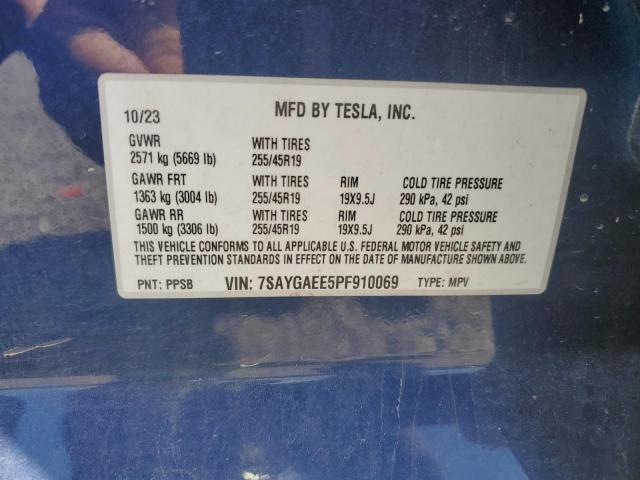 10/23 MFD BY TESLA, INC.
GVWR WITH TIRES
2571 kg (5669 lb) 255/45R19
GAWR FRT WITH TIRES RIM COLD TIRE PRESSURE
1363 kg (3004 lb) 255/45R19 19X9.5J 290 kPa, 42 psi
GAWR RR WITH TIRES RIM COLD TIRE PRESSURE
1500 kg (3306 lb) 255/45R19 19X9.5J 290 kPa, 42 psi
THIS VEHICLE CONFORMS TO ALL APPLICABLE U.S. FEDERAL MOTOR VEHICLE SAFETY AND
THEFT PREVENTION STANDARDS IN EFFECT ON THE DATE OF MANUFACTURE SHOWN ABOVE.
PNT: PPSB VIN: 7SAYGAEE5PF910069 TYPE: MPV